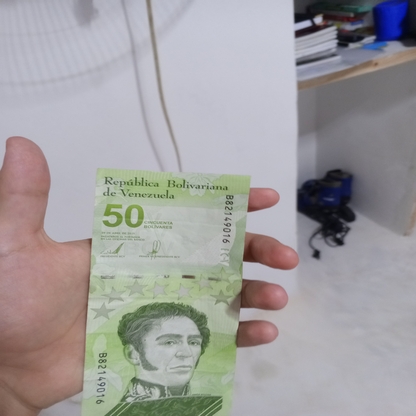 República Bolivariana
de Venezuela
50
CINCUENTA
BOLÍVARES
B82149016
B82149016